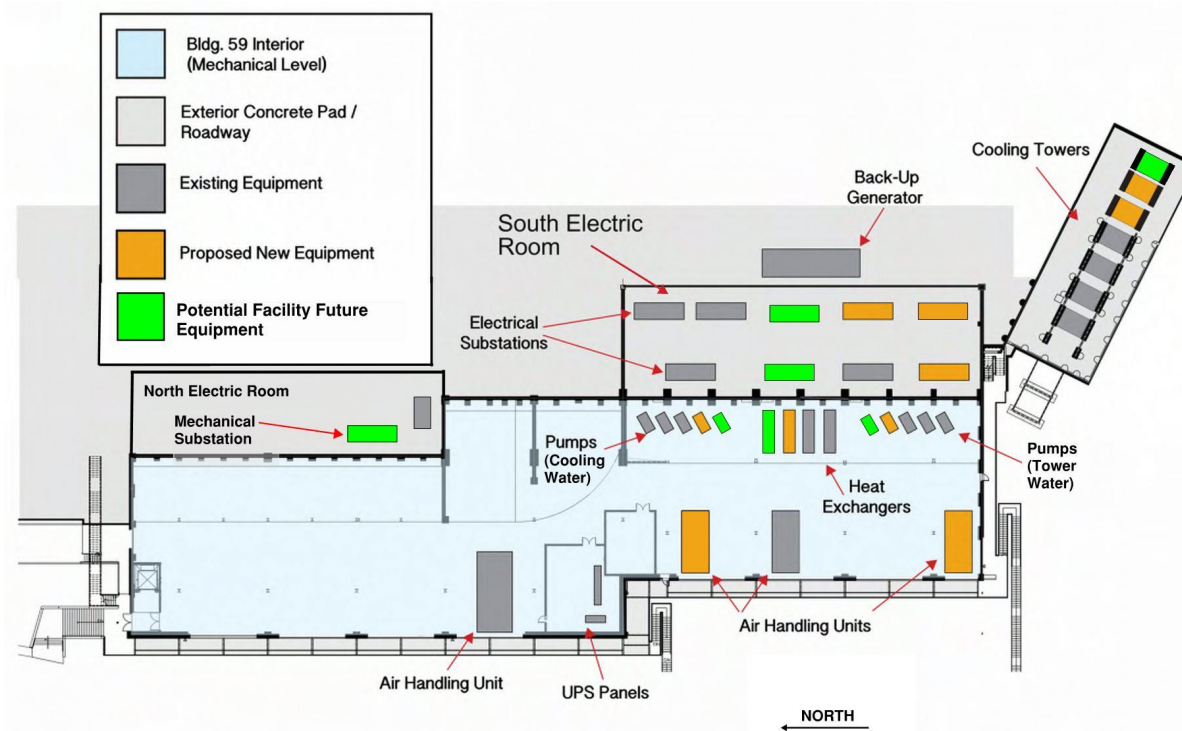 Bldg. 59 Interior
(Mechanical Level)
Exterior Concrete Pad /
Roadway
Existing Equipment
Proposed New Equipment
Potential Facility Future
Equipment
Cooling Towers
Back-Up
Generator
South Electric
Room
Electrical
Substations
North Electric Room
Mechanical
Substation
Pumps
(Cooling
Water)
Pumps
(Tower
Water)
Heat
Exchangers
Air Handling Units
Air Handling Unit
UPS Panels
NORTH